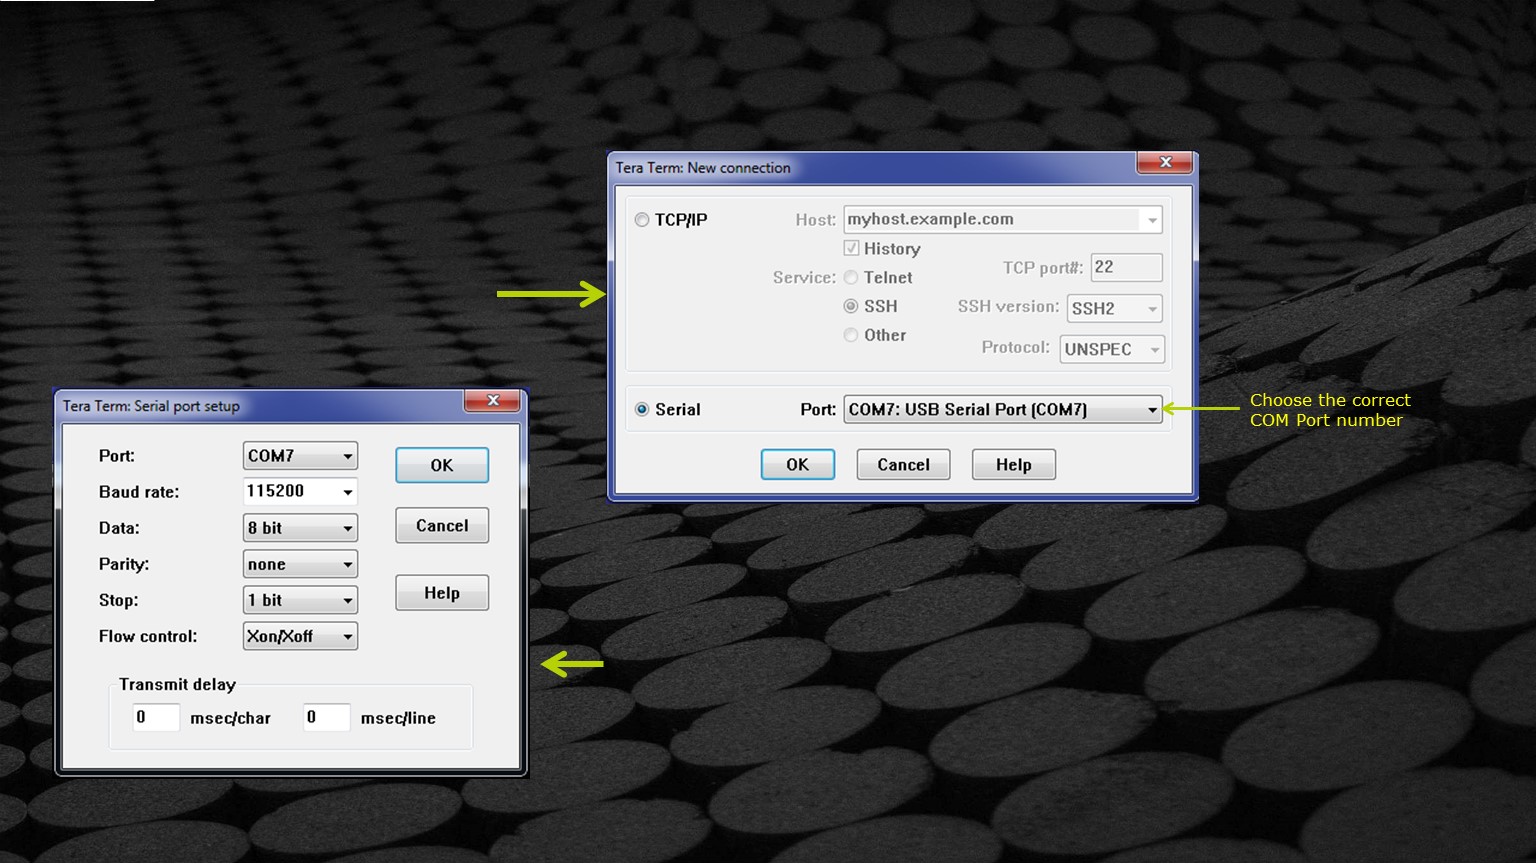 Tera Term: New connection
TCP/IP
Host: myhost.example.com
History
Service: Telnet
TCP port#: 22
SSH
SSH version: SSH2
Other
Protocol: UNSPEC
Serial
Port: COM7: USB Serial Port (COM7)
OK Cancel Help
Choose the correct
COM Port number
Tera Term: Serial port setup
Port: COM7
OK
Baud rate: 115200
Data: 8 bit
Cancel
Parity: none
Stop: 1 bit
Help
Flow control: Xon/Xoff
Transmit delay
0 msec/char 0 msec/line